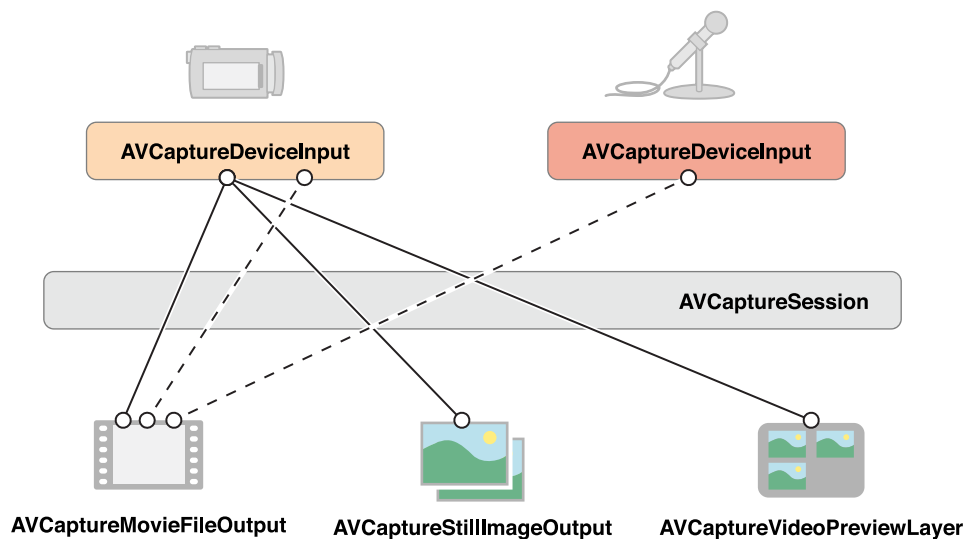 AVCaptureDeviceInput
AVCaptureDeviceInput
AVCaptureSession
AVCaptureMovieFileOutput
AVCaptureStillImageOutput
AVCaptureVideoPreviewLayer